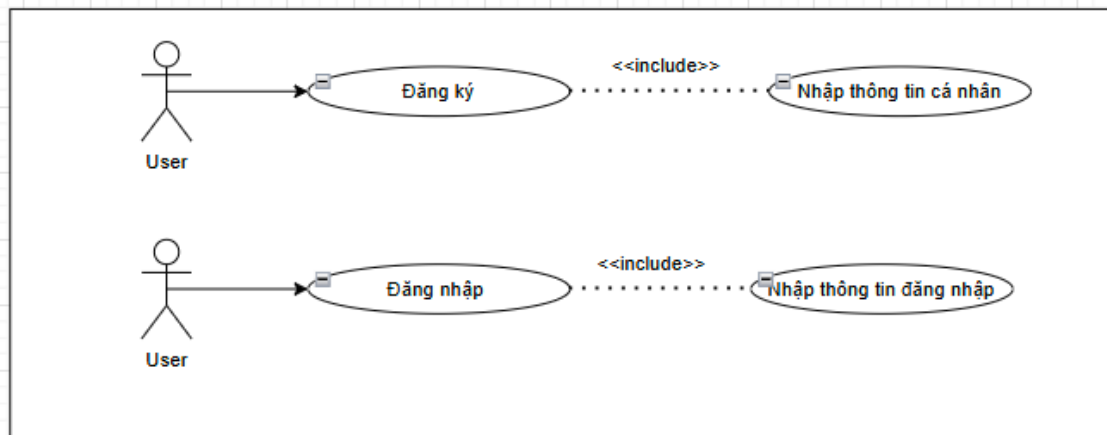 <<include>>
Đăng ký
Nhập thông tin cá nhân
User
<<include>>
Đăng nhập
Nhập thông tin đăng nhập
User